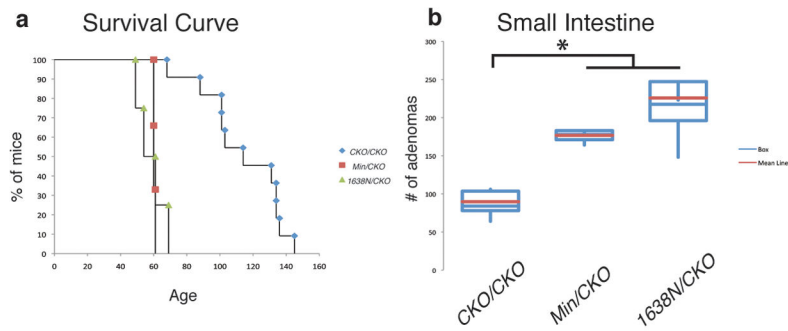 a
Survival Curve
% of mice
100
90
80
70
60
50
40
30
20
10
0
0 20 40 60 80 100 120 140 160
Age
CKO/CKO
Min/CKO
1638N/CKO
b
Small Intestine
# of adenomas
300
250
200
150
100
50
0
*
CKO/CKO
Min/CKO
1638N/CKO
Box
Mean Line